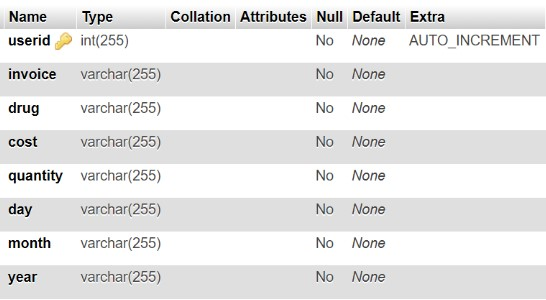 Name Type Collation Attributes Null Default Extra
userid int(255) No None AUTO_INCREMENT
invoice varchar(255) No None
drug varchar(255) No None
cost varchar(255) No None
quantity varchar(255) No None
day varchar(255) No None
month varchar(255) No None
year varchar(255) No None